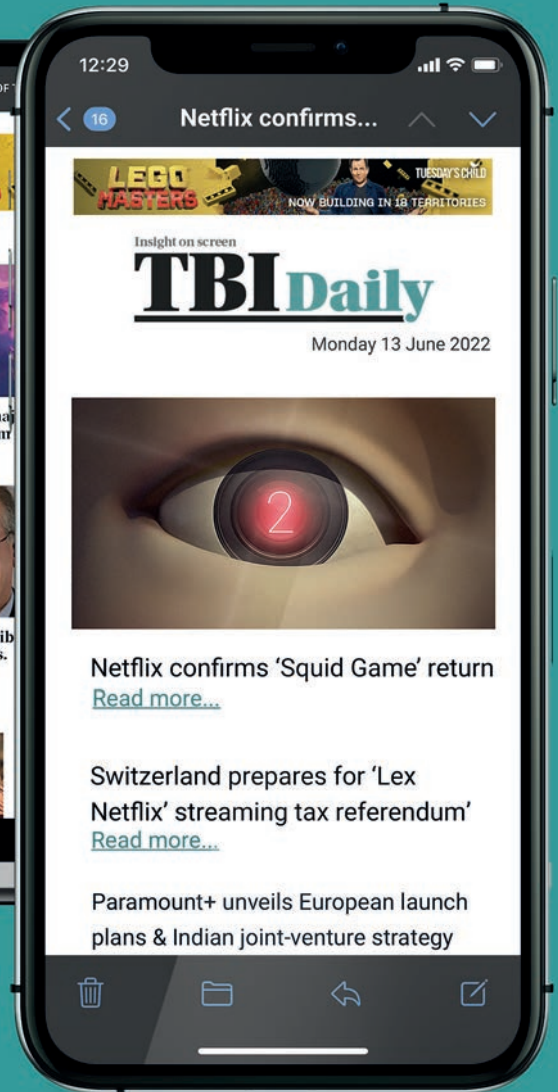 12:29
16
Netflix confirms...
LEGO
MASTERS
TUESDAY'S CHILD
NOW BUILDING IN 18 TERRITORIES
Insight on screen
TBI Daily
Monday 13 June 2022
2
Netflix confirms ‘Squid Game’ return
Read more...
Switzerland prepares for ‘Lex
Netflix’ streaming tax referendum’
Read more...
Paramount+ unveils European launch
plans & Indian joint-venture strategy